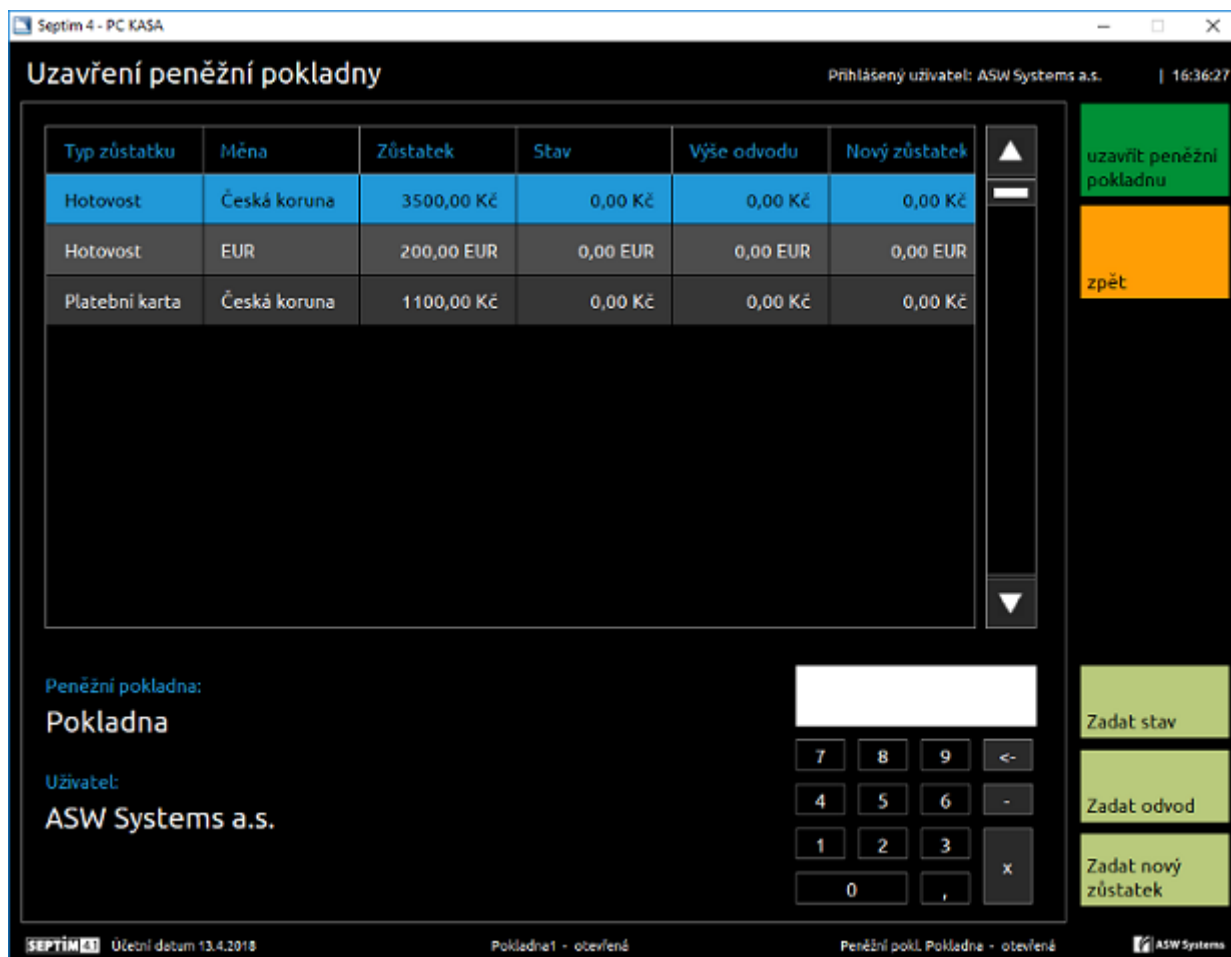 Septim 4 - PC KASA
Uzavření peněžní pokladny
Přihlášený uživatel: ASW Systems a.s. | 16:36:27
Typ zůstatku Měna Zůstatek Stav Výše odvodu Nový zůstatek
Hotovost Česká koruna 3500,00 Kč 0,00 Kč 0,00 Kč 0,00 Kč
Hotovost EUR 200,00 EUR 0,00 EUR 0,00 EUR 0,00 EUR
Platební karta Česká koruna 1100,00 Kč 0,00 Kč 0,00 Kč 0,00 Kč
uzavřít peněžní
pokladnu
zpět
Peněžní pokladna:
Pokladna
Uživatel:
ASW Systems a.s.
7 8 9 <-
4 5 6 -
1 2 3 x
0 ,
Zadat stav
Zadat odvod
Zadat nový
zůstatek
SEPTIM 4.1 Účetní datum 13.4.2018 Pokladna1 - otevřená Peněžní pokl. Pokladna - otevřená ASW Systems